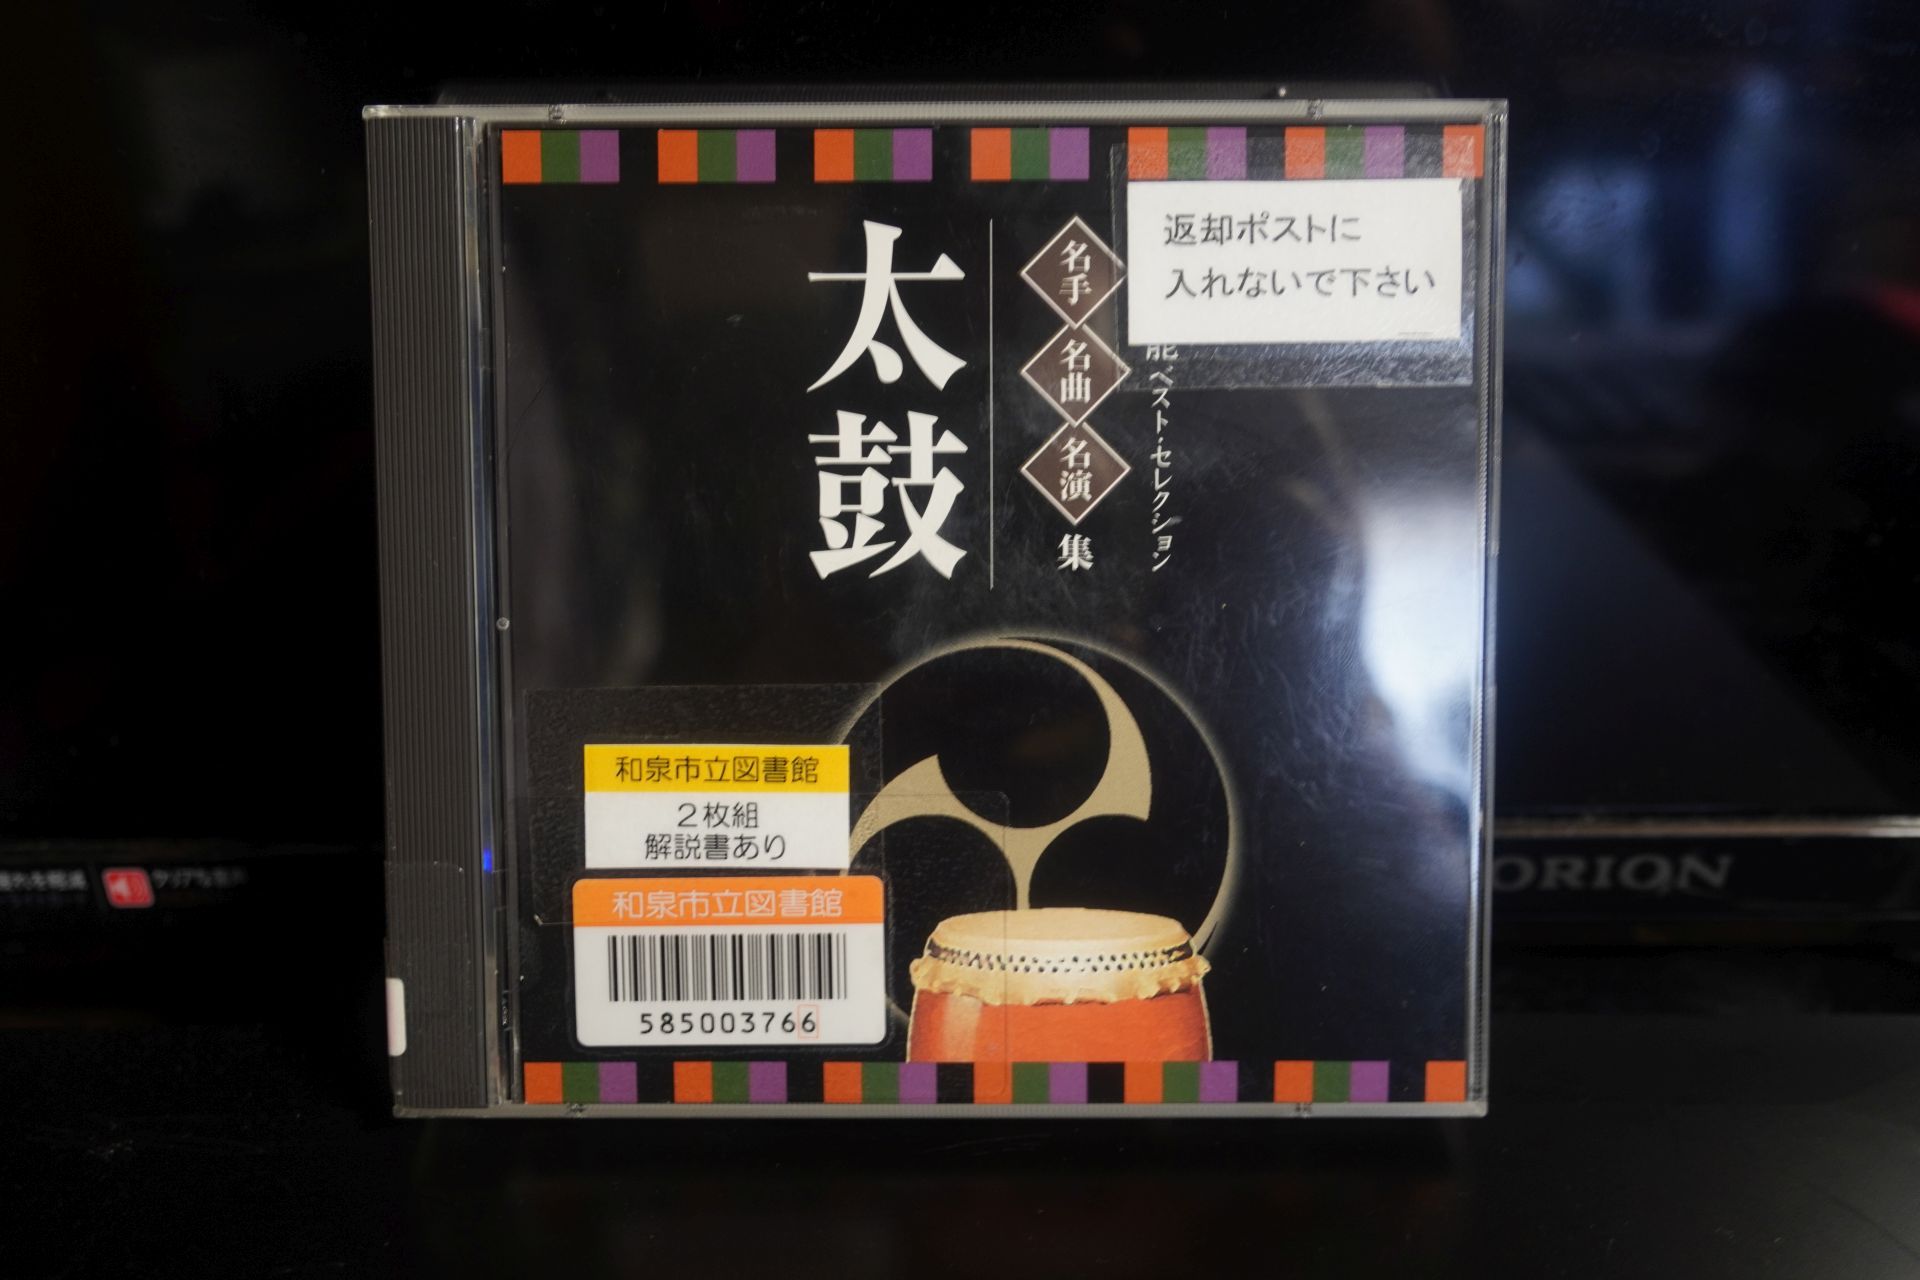 返却ポストに
入れないで下さい
能 ベスト・セレクション
名手
名曲
名演
集
太鼓
和泉市立図書館
2枚組
解説書あり
和泉市立図書館
585003766
ORION